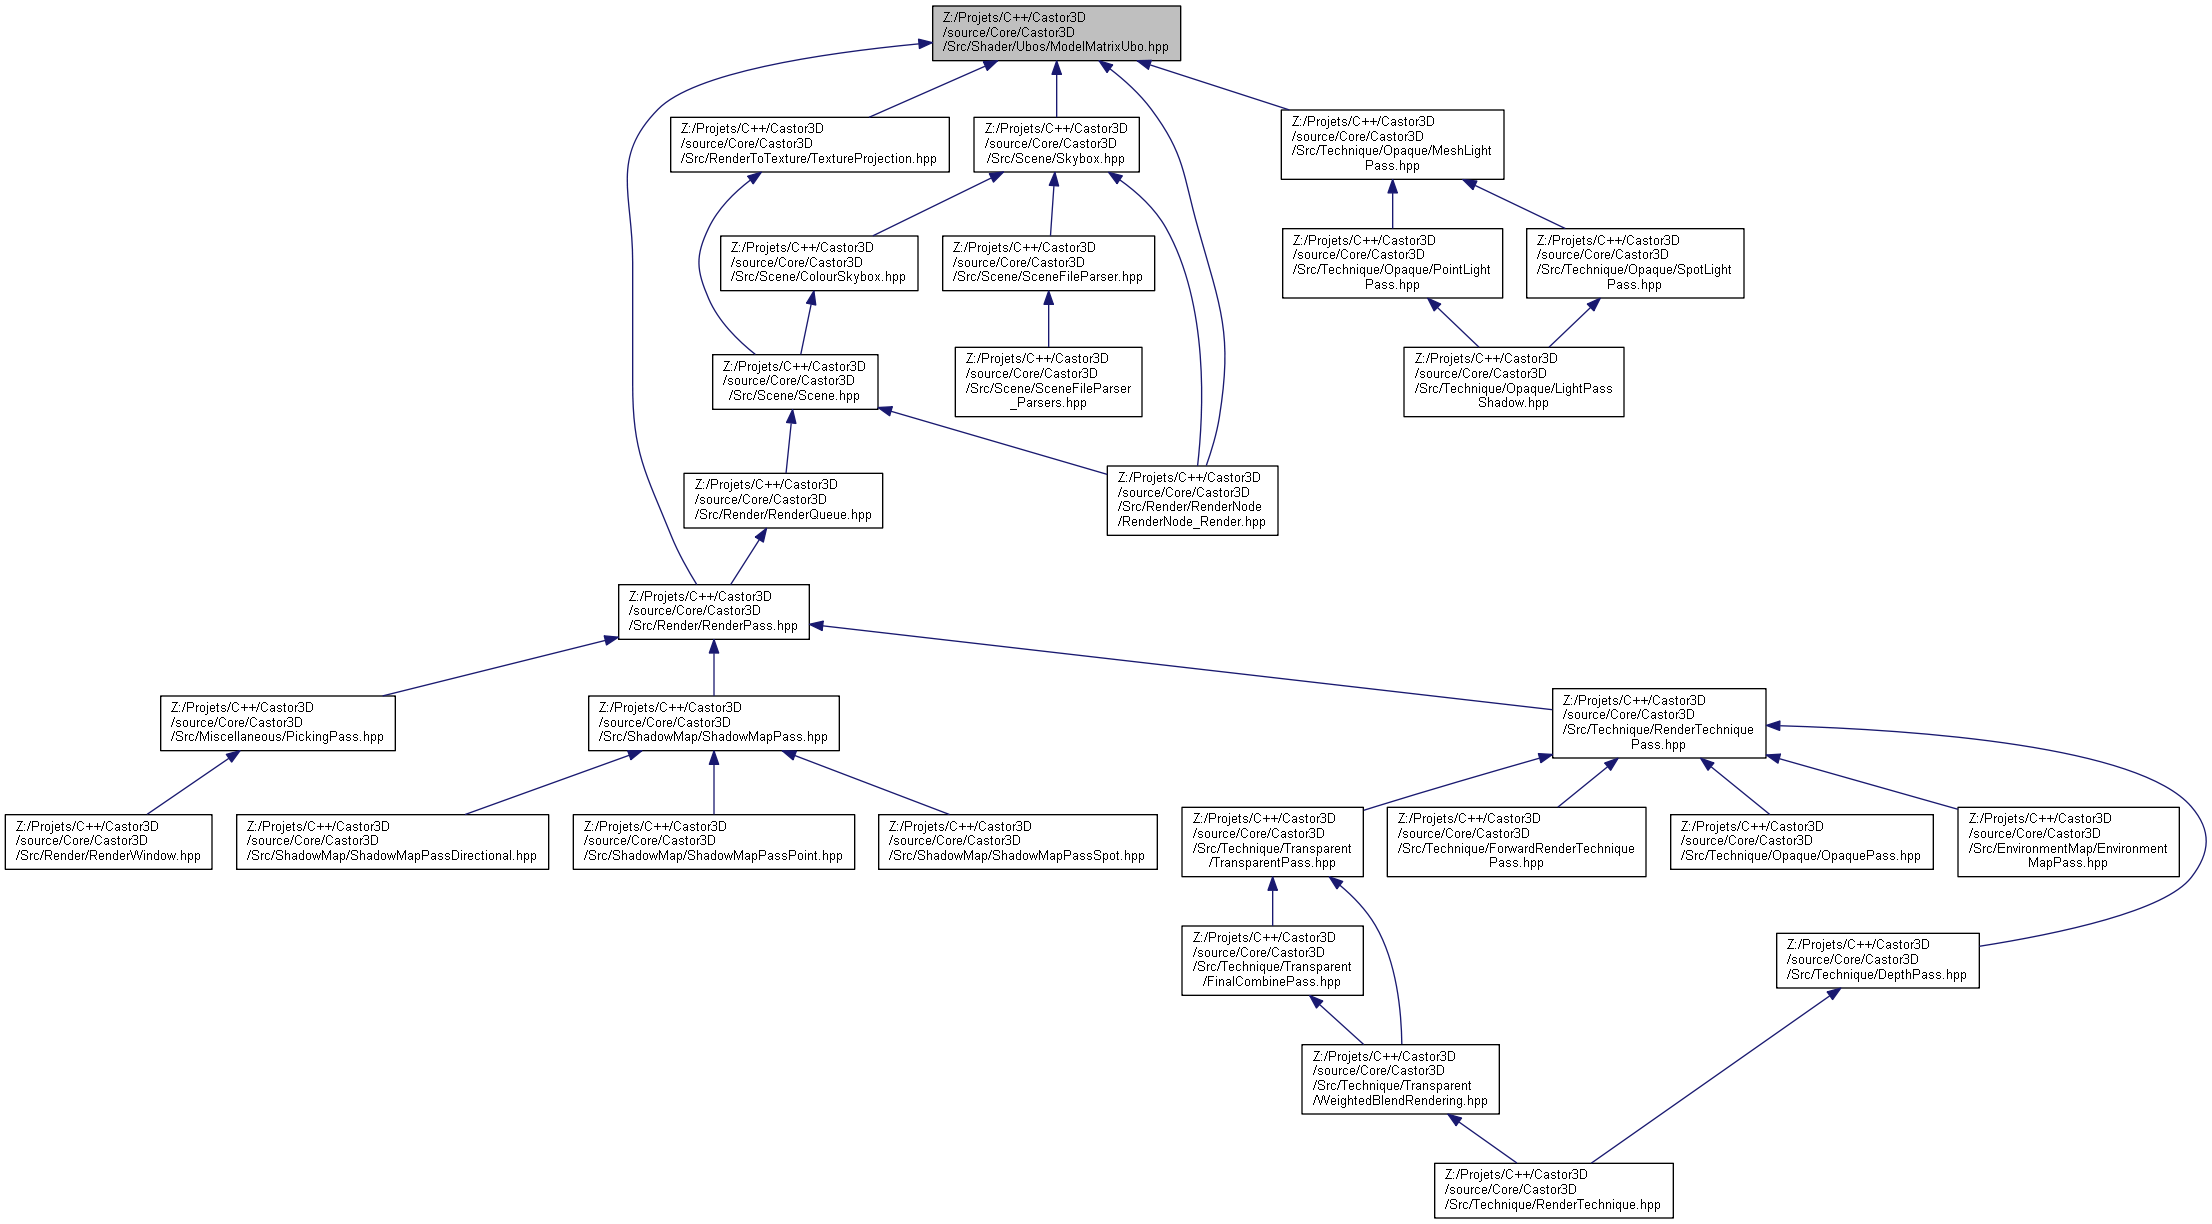 Z:/Projets/C++/Castor3D
/source/Core/Castor3D
/Src/Shader/Ubos/ModelMatrixUbo.hpp
Z:/Projets/C++/Castor3D
/source/Core/Castor3D
/Src/RenderToTexture/TextureProjection.hpp
Z:/Projets/C++/Castor3D
/source/Core/Castor3D
/Src/Scene/Skybox.hpp
Z:/Projets/C++/Castor3D
/source/Core/Castor3D
/Src/Technique/Opaque/MeshLight
Pass.hpp
Z:/Projets/C++/Castor3D
/source/Core/Castor3D
/Src/Scene/ColourSkybox.hpp
Z:/Projets/C++/Castor3D
/source/Core/Castor3D
/Src/Scene/SceneFileParser.hpp
Z:/Projets/C++/Castor3D
/source/Core/Castor3D
/Src/Technique/Opaque/PointLight
Pass.hpp
Z:/Projets/C++/Castor3D
/source/Core/Castor3D
/Src/Technique/Opaque/SpotLight
Pass.hpp
Z:/Projets/C++/Castor3D
/source/Core/Castor3D
/Src/Scene/Scene.hpp
Z:/Projets/C++/Castor3D
/source/Core/Castor3D
/Src/Scene/SceneFileParser
_Parsers.hpp
Z:/Projets/C++/Castor3D
/source/Core/Castor3D
/Src/Technique/Opaque/LightPass
Shadow.hpp
Z:/Projets/C++/Castor3D
/source/Core/Castor3D
/Src/Render/RenderQueue.hpp
Z:/Projets/C++/Castor3D
/source/Core/Castor3D
/Src/Render/RenderNode
/RenderNode_Render.hpp
Z:/Projets/C++/Castor3D
/source/Core/Castor3D
/Src/Render/RenderPass.hpp
Z:/Projets/C++/Castor3D
/source/Core/Castor3D
/Src/Miscellaneous/PickingPass.hpp
Z:/Projets/C++/Castor3D
/source/Core/Castor3D
/Src/ShadowMap/ShadowMapPass.hpp
Z:/Projets/C++/Castor3D
/source/Core/Castor3D
/Src/Technique/RenderTechnique
Pass.hpp
Z:/Projets/C++/Castor3D
/source/Core/Castor3D
/Src/Render/RenderWindow.hpp
Z:/Projets/C++/Castor3D
/source/Core/Castor3D
/Src/ShadowMap/ShadowMapPassDirectional.hpp
Z:/Projets/C++/Castor3D
/source/Core/Castor3D
/Src/ShadowMap/ShadowMapPassPoint.hpp
Z:/Projets/C++/Castor3D
/source/Core/Castor3D
/Src/ShadowMap/ShadowMapPassSpot.hpp
Z:/Projets/C++/Castor3D
/source/Core/Castor3D
/Src/Technique/Transparent
/TransparentPass.hpp
Z:/Projets/C++/Castor3D
/source/Core/Castor3D
/Src/Technique/ForwardRenderTechnique
Pass.hpp
Z:/Projets/C++/Castor3D
/source/Core/Castor3D
/Src/Technique/Opaque/OpaquePass.hpp
Z:/Projets/C++/Castor3D
/source/Core/Castor3D
/Src/EnvironmentMap/Environment
MapPass.hpp
Z:/Projets/C++/Castor3D
/source/Core/Castor3D
/Src/Technique/Transparent
/FinalCombinePass.hpp
Z:/Projets/C++/Castor3D
/source/Core/Castor3D
/Src/Technique/DepthPass.hpp
Z:/Projets/C++/Castor3D
/source/Core/Castor3D
/Src/Technique/Transparent
/WeightedBlendRendering.hpp
Z:/Projets/C++/Castor3D
/source/Core/Castor3D
/Src/Technique/RenderTechnique.hpp